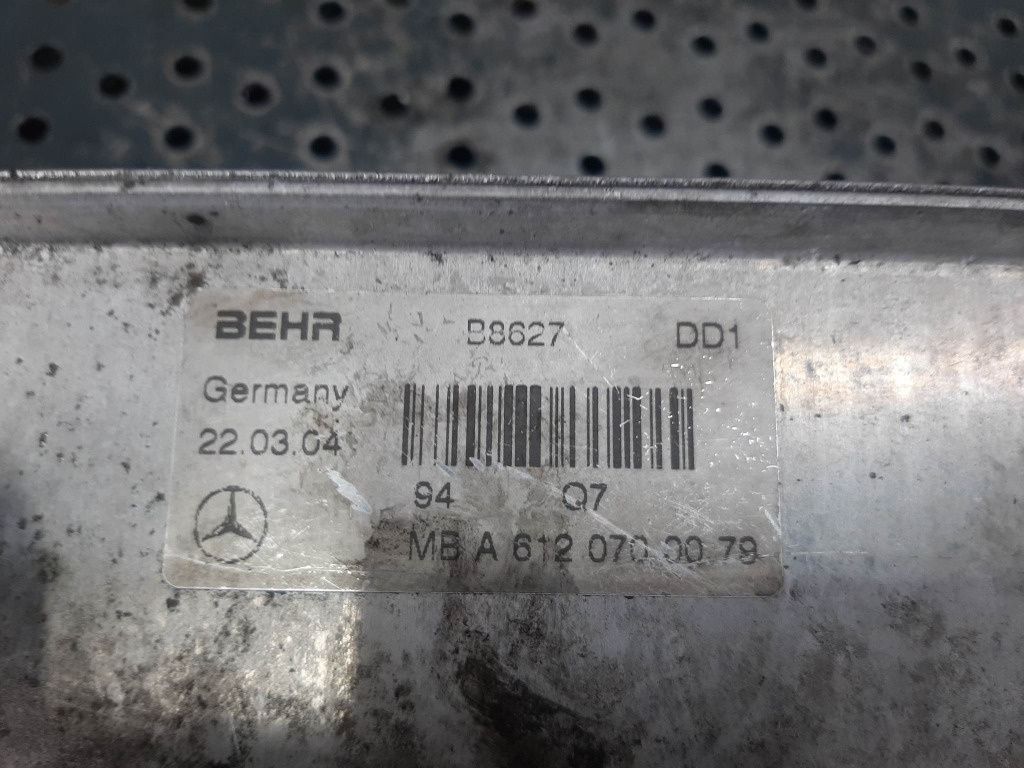 BEHR B8627 DD1
Germany
22.03.04
94 Q7
MB A 612 070 00 79